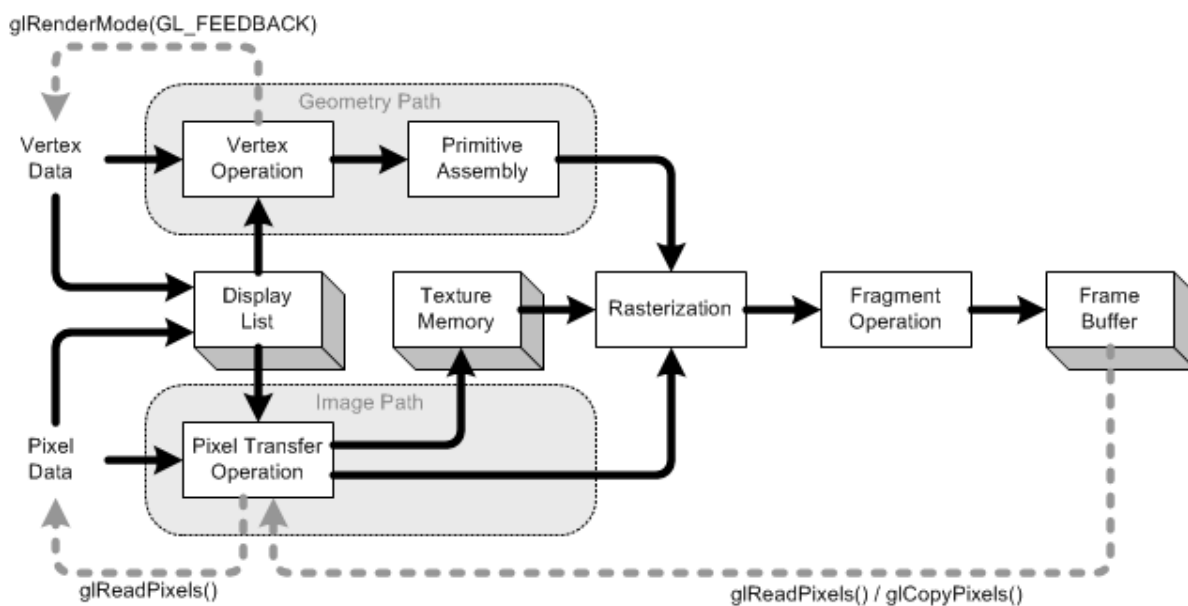 glRenderMode(GL_FEEDBACK)
Geometry Path
Vertex
Data
Vertex
Operation
Primitive
Assembly
Display
List
Texture
Memory
Rasterization
Fragment
Operation
Frame
Buffer
Image Path
Pixel
Data
Pixel Transfer
Operation
glReadPixels()
glReadPixels() / glCopyPixels()